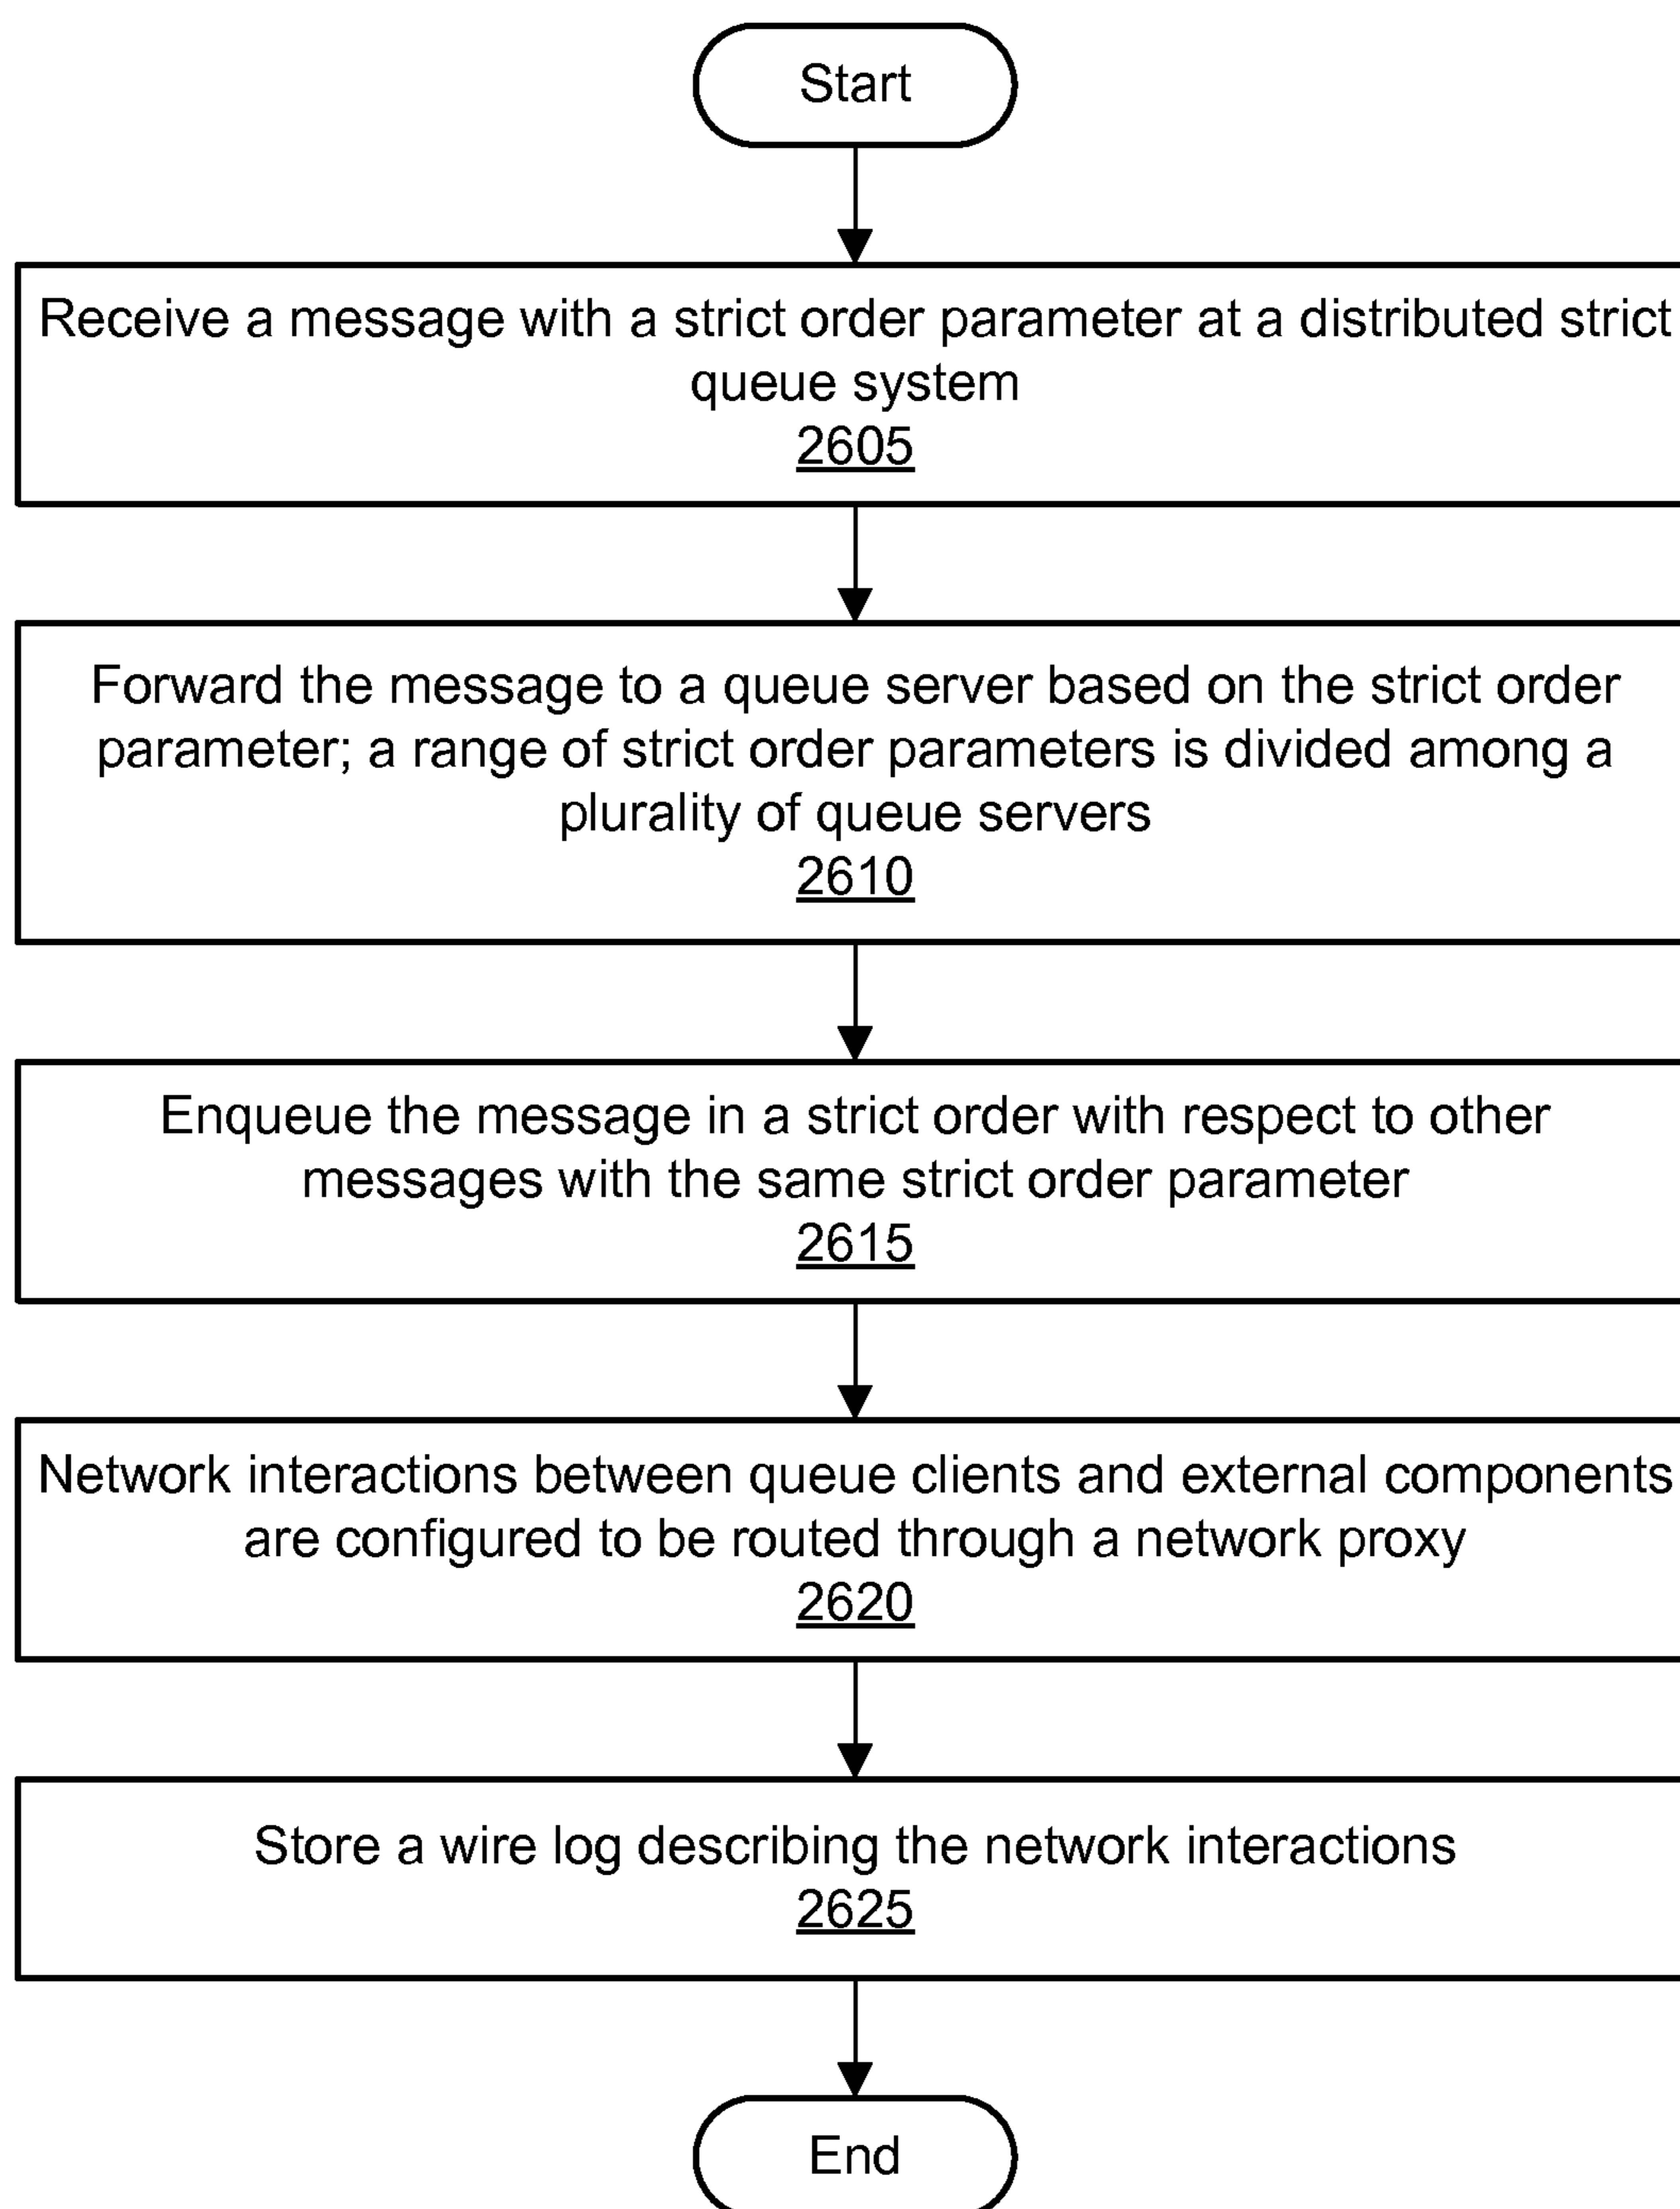 Start
Receive a message with a strict order parameter at a distributed strict
queue system
2605
Forward the message to a queue server based on the strict order
parameter; a range of strict order parameters is divided among a
plurality of queue servers
2610
Enqueue the message in a strict order with respect to other
messages with the same strict order parameter
2615
Network interactions between queue clients and external components
are configured to be routed through a network proxy
2620
Store a wire log describing the network interactions
2625
End